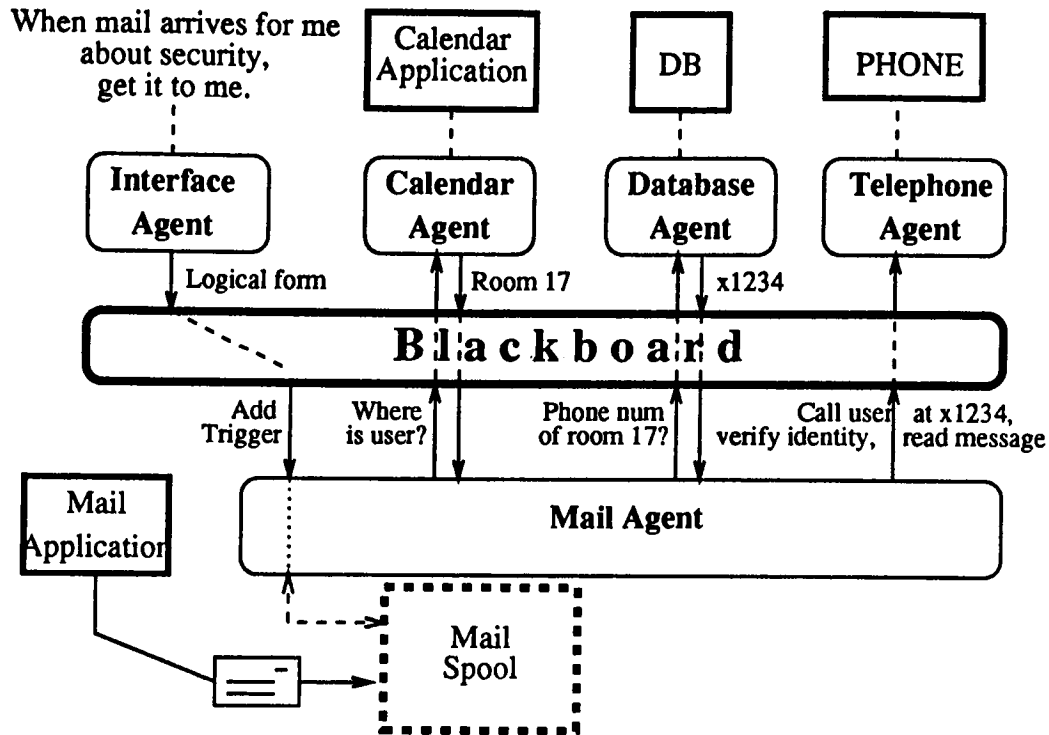 When mail arrives for me
about security,
get it to me.
Calendar
Application
DB
PHONE
Interface
Agent
Calendar
Agent
Database
Agent
Telephone
Agent
Logical form
Room 17
x1234
Blackboard
Add
Trigger
Where
is user?
Phone num
of room 17?
Call user at x1234,
verify identity, read message
Mail
Application
Mail Agent
Mail
Spool